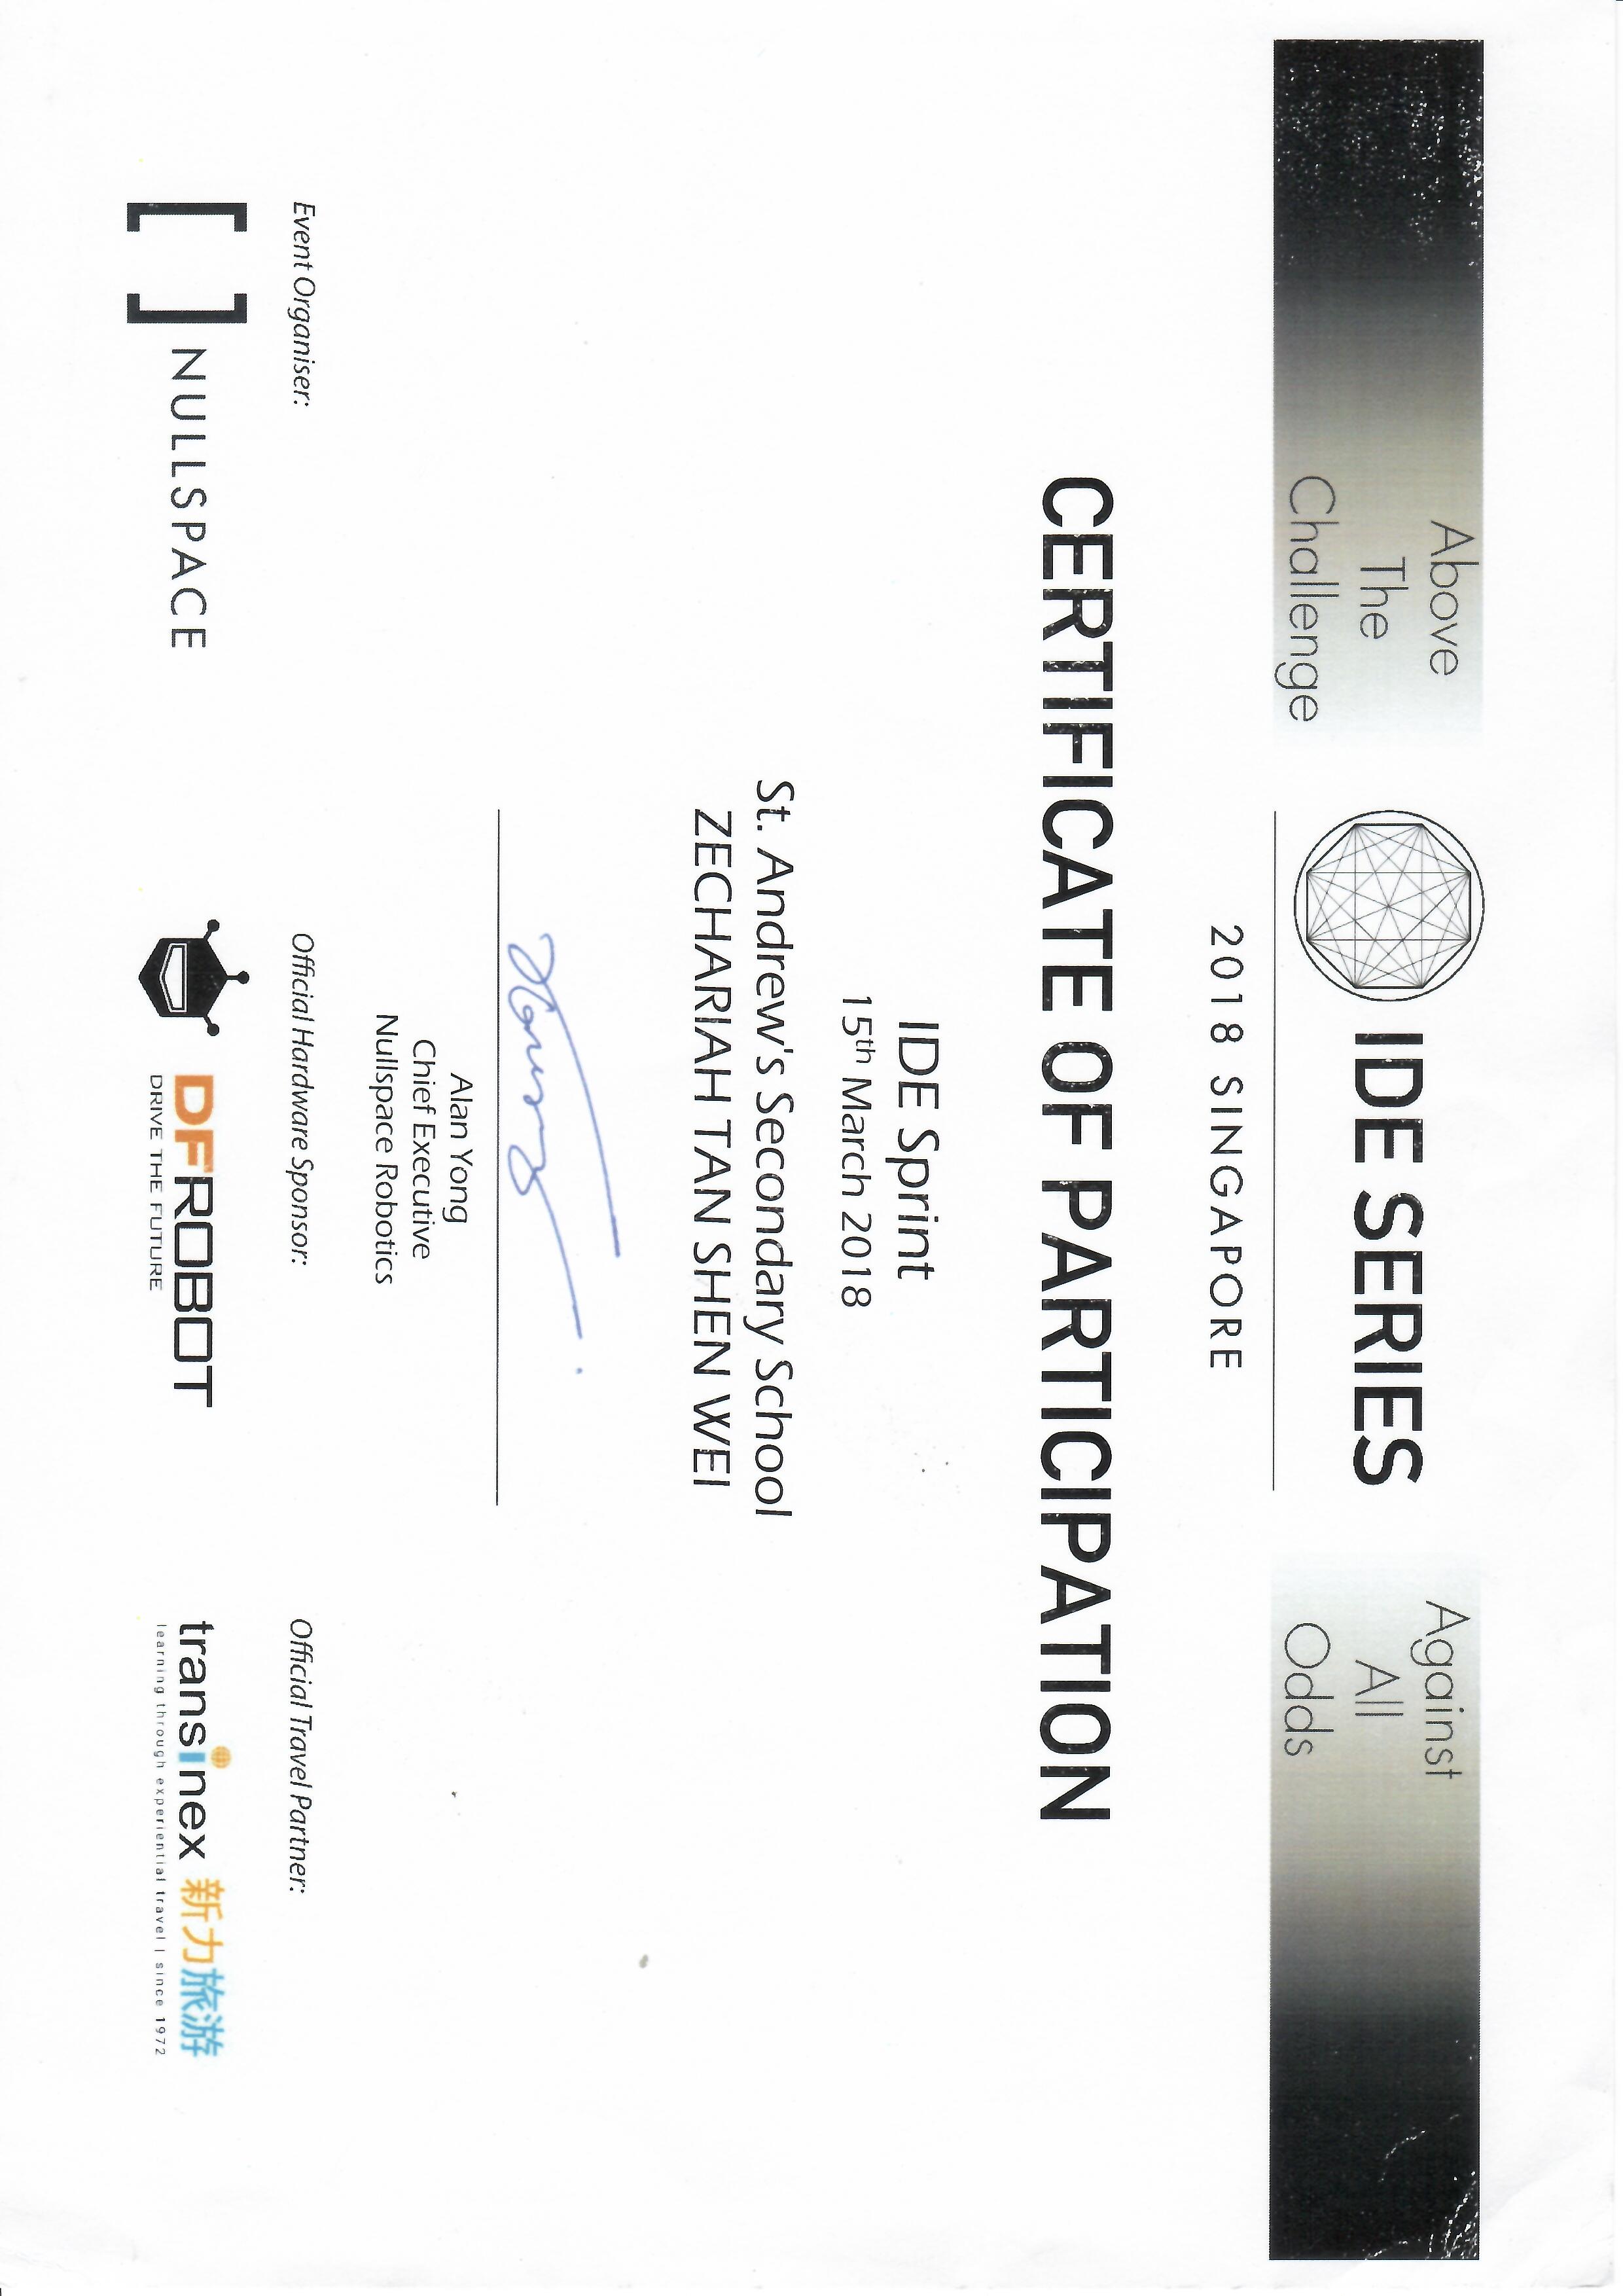 Above
The
Challenge
IDE SERIES
2018 SINGAPORE
Against
All
Odds
CERTIFICATE OF PARTICIPATION
IDE Sprint
15th March 2018
St. Andrew's Secondary School
ZECHARIAH TAN SHEN WEI
Alan Yong
Chief Executive
Nullspace Robotics
Event Organiser:
[ ] NULLSPACE
Official Hardware Sponsor:
DFROBOT
DRIVE THE FUTURE
Official Travel Partner:
transinex 新力旅游
learning through experiential travel | since 1972